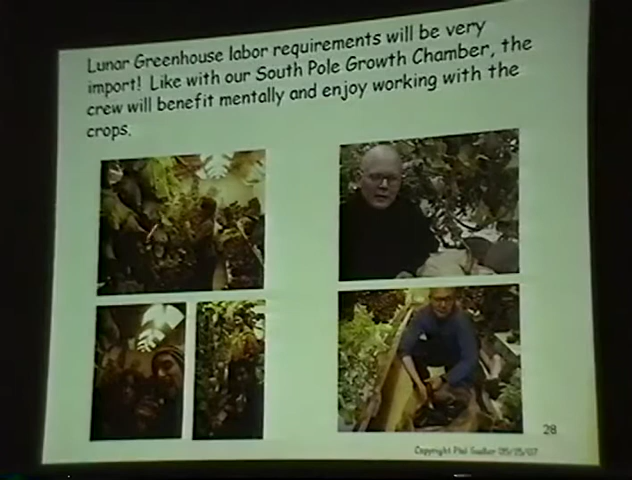 Lunar Greenhouse labor requirements will be very
import! Like with our South Pole Growth Chamber, the
crew will benefit mentally and enjoy working with the
crops.
28
Copyright Phil Sadler 05/15/07